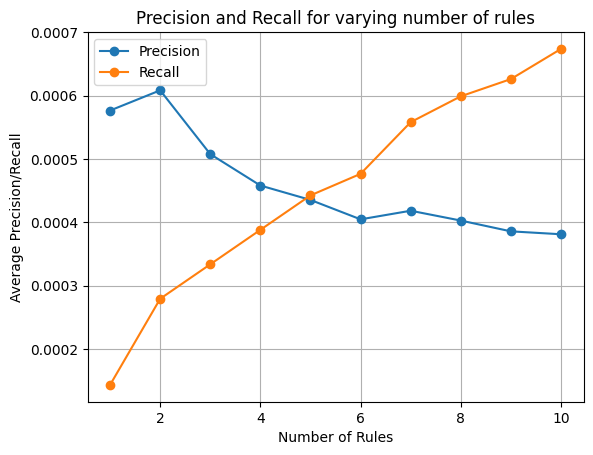 Precision and Recall for varying number of rules
Precision
Recall
0.0007
0.0006
0.0005
0.0004
0.0003
0.0002
Average Precision/Recall
2 4 6 8 10
Number of Rules